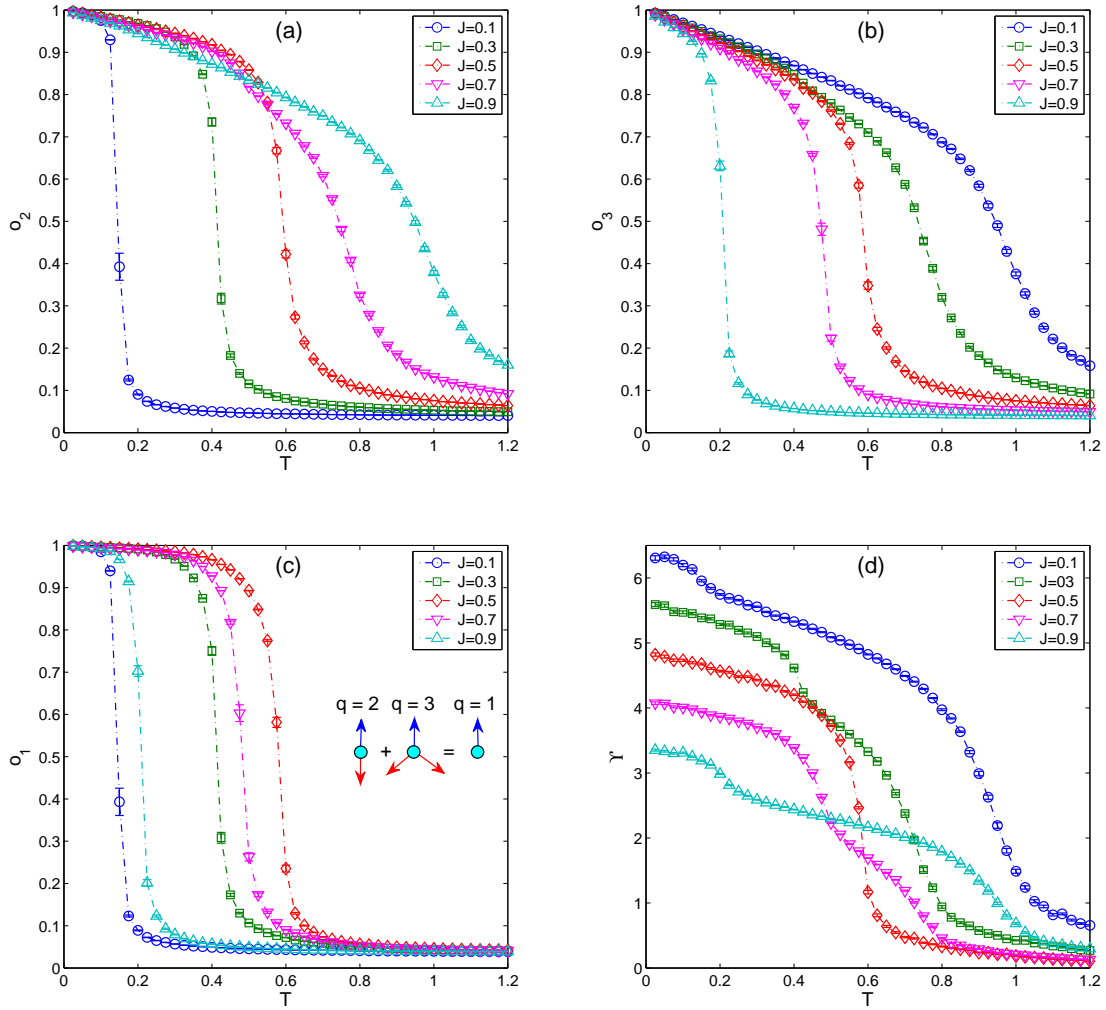 (a)
J=0.1
J=0.3
J=0.5
J=0.7
J=0.9
1
0.9
0.8
0.7
0.6
0.5
0.4
0.3
0.2
0.1
0
o2
0 0.2 0.4 0.6 0.8 1 1.2
T
(b)
J=0.1
J=0.3
J=0.5
J=0.7
J=0.9
1
0.9
0.8
0.7
0.6
0.5
0.4
0.3
0.2
0.1
0
o3
0 0.2 0.4 0.6 0.8 1 1.2
T
(c)
J=0.1
J=0.3
J=0.5
J=0.7
J=0.9
q = 2 q = 3 q = 1
+ =
1
0.9
0.8
0.7
0.6
0.5
0.4
0.3
0.2
0.1
0
o1
0 0.2 0.4 0.6 0.8 1 1.2
T
(d)
J=0.1
J=03
J=0.5
J=0.7
J=0.9
6
5
4
3
2
1
0
ϒ
0 0.2 0.4 0.6 0.8 1 1.2
T